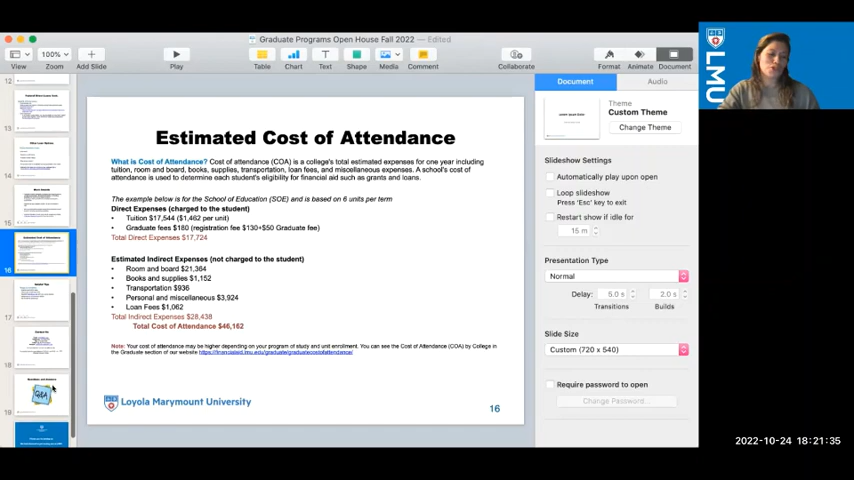 Graduate Programs Open House Fall 2022 — Edited
100%
View Zoom Add Slide Play Table Chart Text Shape Media Comment Collaborate Format Animate Document
12
13
14
15
16
17
18
19
Estimated Cost of Attendance
What is Cost of Attendance? Cost of attendance (COA) is a college's total estimated expenses for one year including
tuition, room and board, books, supplies, transportation, loan fees, and miscellaneous expenses. A school's cost of
attendance is used to determine each student's eligibility for financial aid such as grants and loans.
The example below is for the School of Education (SOE) and is based on 6 units per term
Direct Expenses (charged to the student)
• Tuition $17,544 ($1,462 per unit)
• Graduate fees $180 (registration fee $130+$50 Graduate fee)
Total Direct Expenses $17,724
Estimated Indirect Expenses (not charged to the student)
• Room and board $21,364
• Books and supplies $1,152
• Transportation $936
• Personal and miscellaneous $3,924
• Loan Fees $1,062
Total Indirect Expenses $28,438
Total Cost of Attendance $46,162
Note: Your cost of attendance may be higher depending on your program of study and unit enrollment. You can see the Cost of Attendance (COA) by College in
the Graduate section of our website https://financialaid.lmu.edu/graduate/graduatecostofattendance/
Loyola Marymount University
16
Document Audio
Theme
Custom Theme
Change Theme
Slideshow Settings
Automatically play upon open
Loop slideshow
Press 'Esc' key to exit
Restart show if idle for
15 m
Presentation Type
Normal
Delay: 5.0 s 2.0 s
Transitions Builds
Slide Size
Custom (720 x 540)
Require password to open
Change Password...
LMU
2022-10-24 18:21:35